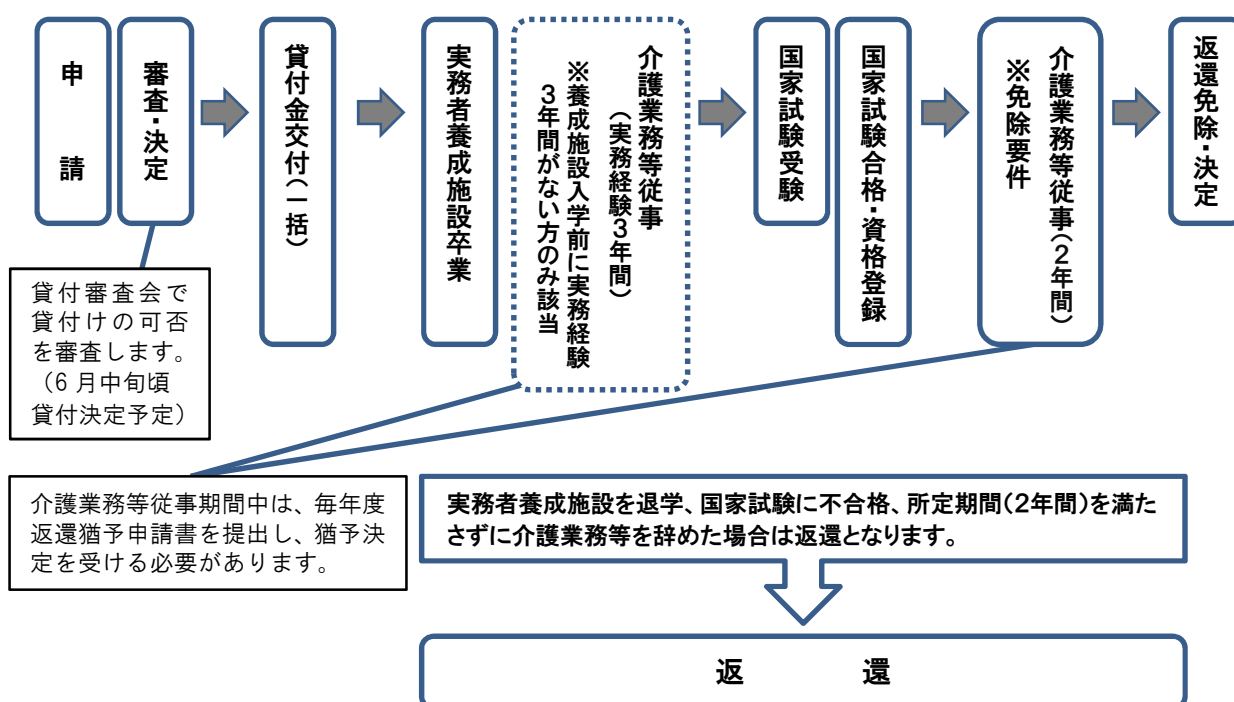 申請
審査・決定
貸付金交付（一括）
実務者養成施設卒業
介護業務等従事
（実務経験３年間）
※養成施設入学前に実務経験
３年間がない方のみ該当
国家試験受験
国家試験合格・資格登録
介護業務等従事（２年間）
※免除要件
返還免除・決定
貸付審査会で
貸付けの可否
を審査します。
（6月中旬頃
貸付決定予定）
介護業務等従事期間中は、毎年度
返還猶予申請書を提出し、猶予決
定を受ける必要があります。
実務者養成施設を退学、国家試験に不合格、所定期間（２年間）を満た
さずに介護業務等を辞めた場合は返還となります。
返還